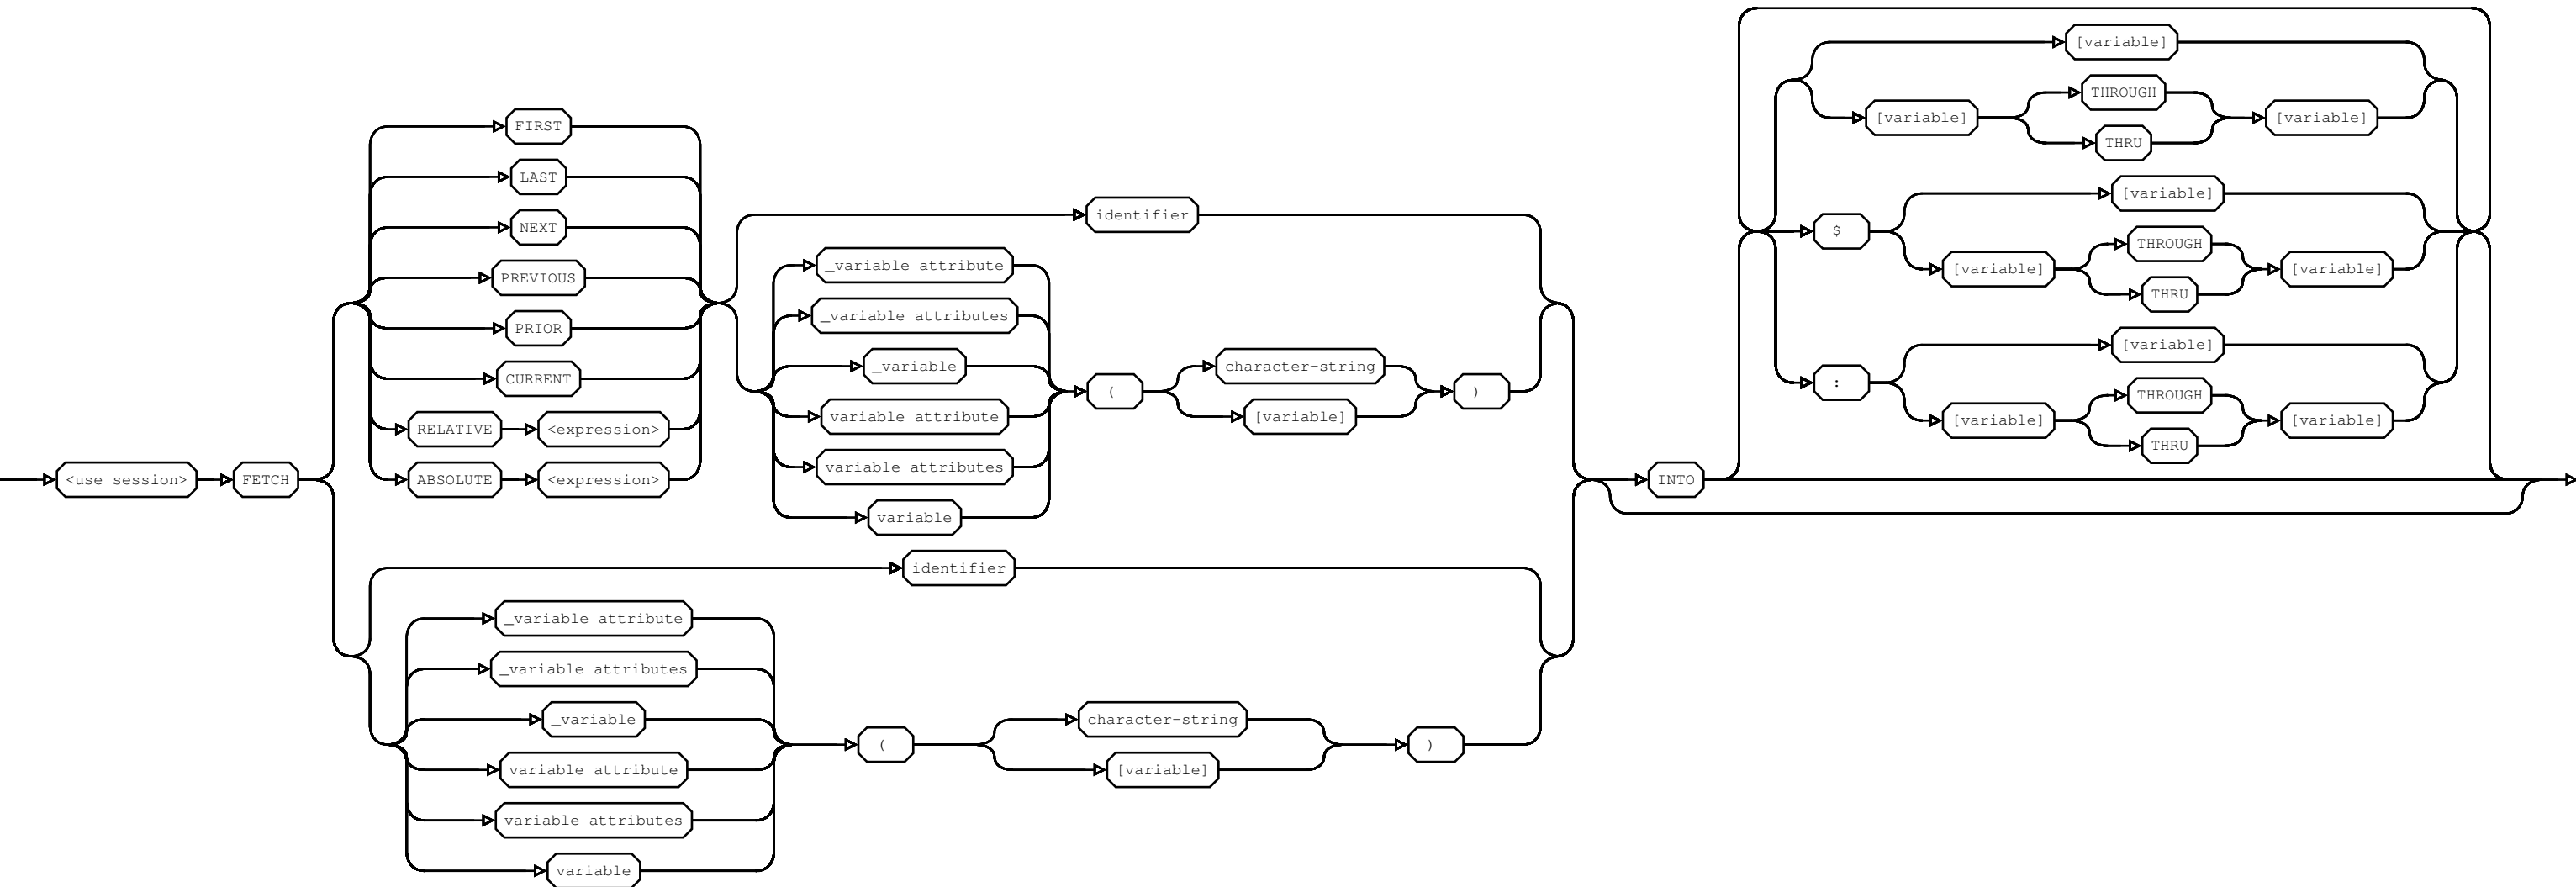 [variable]
[variable] THROUGH [variable]
THRU
FIRST
LAST
NEXT
PREVIOUS
PRIOR
CURRENT
RELATIVE <expression>
ABSOLUTE <expression>
<use session> FETCH
identifier
_variable attribute
_variable attributes
_variable
variable attribute
variable attributes
variable
( character-string )
[variable]
INTO
$ [variable]
[variable] THROUGH [variable]
THRU
: [variable]
[variable] THROUGH [variable]
THRU
identifier
_variable attribute
_variable attributes
_variable
variable attribute
variable attributes
variable
( character-string )
[variable]